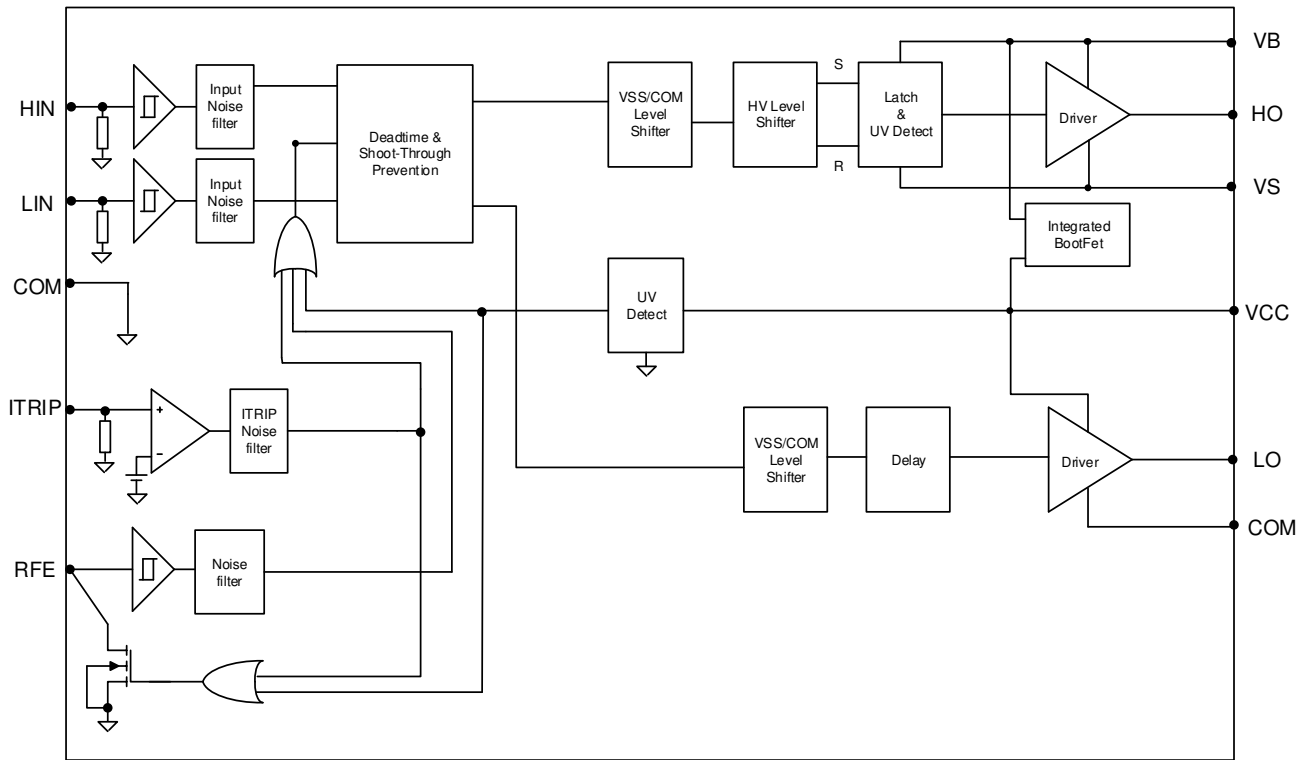 VB
HIN
Input
Noise
filter
Deadtime &
Shoot-Through
Prevention
VSS/COM
Level
Shifter
HV Level
Shifter
S
R
Latch
&
UV Detect
Driver
HO
LIN
Input
Noise
filter
VS
Integrated
BootFet
COM
UV
Detect
VCC
ITRIP
+
–
ITRIP
Noise
filter
VSS/COM
Level
Shifter
Delay
Driver
LO
COM
RFE
Noise
filter